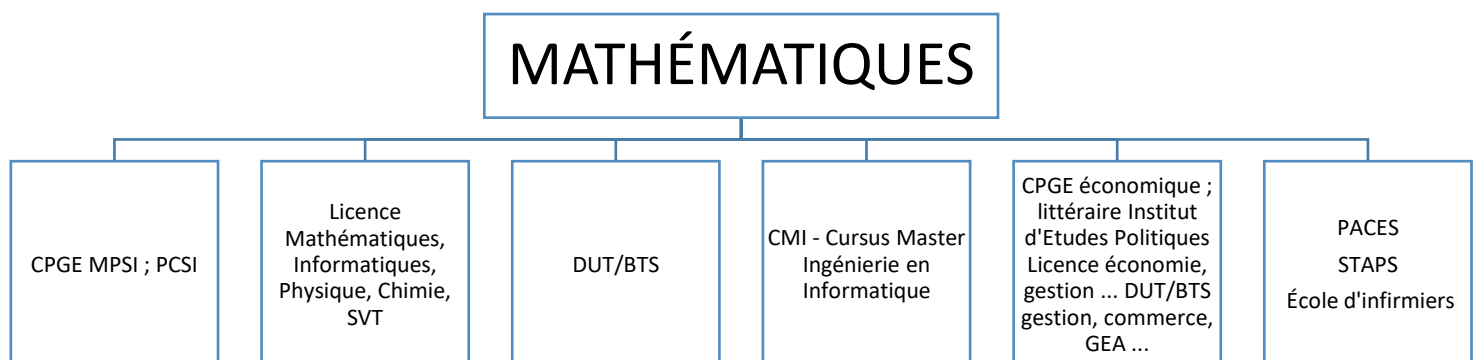 MATHÉMATIQUES
CPGE MPSI ; PCSI
Licence
Mathématiques,
Informatiques,
Physique, Chimie,
SVT
DUT/BTS
CMI - Cursus Master
Ingénierie en
Informatique
CPGE économique ;
littéraire Institut
d'Etudes Politiques
Licence économie,
gestion ... DUT/BTS
gestion, commerce,
GEA ...
PACES
STAPS
École d'infirmiers